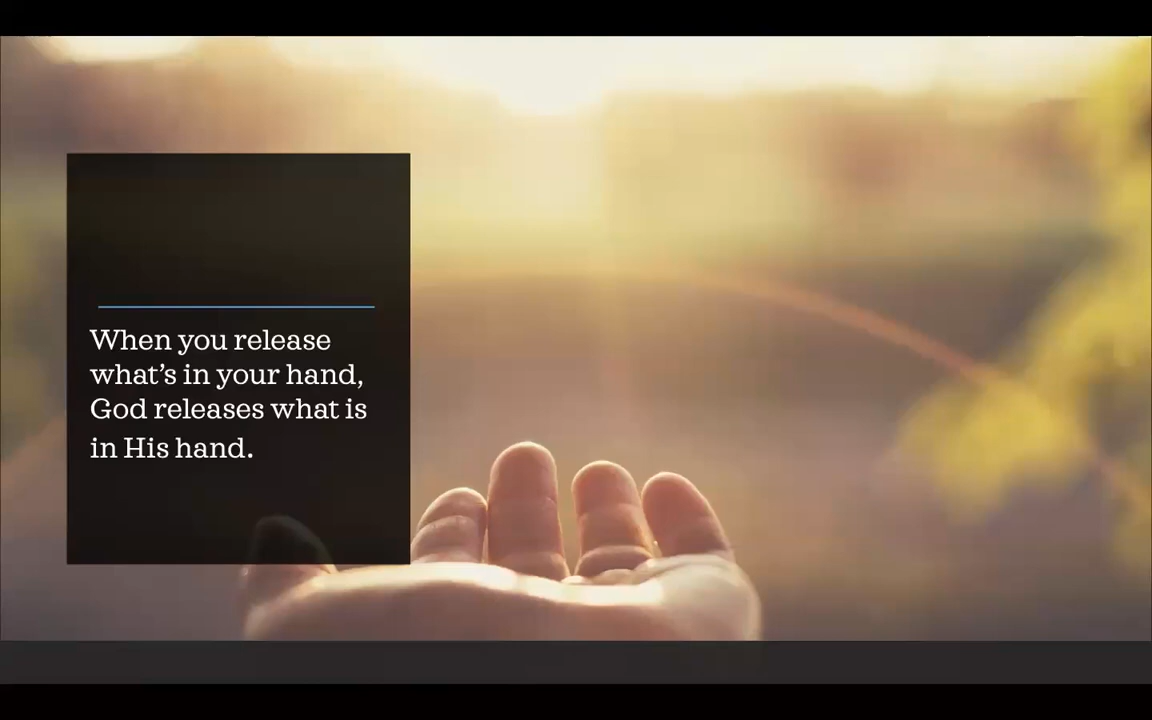 When you release
what’s in your hand,
God releases what is
in His hand.